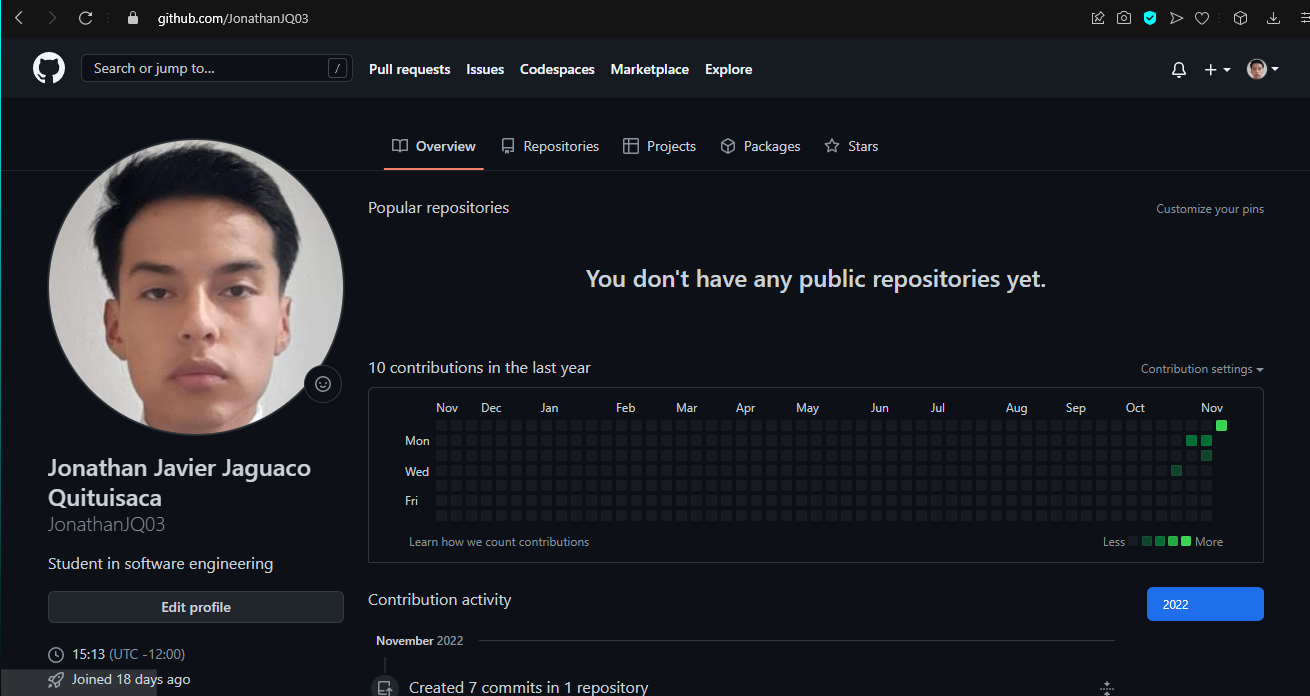 github.com/JonathanJQ03
Search or jump to... /
Pull requests Issues Codespaces Marketplace Explore
Overview Repositories Projects Packages Stars
Popular repositories
Customize your pins
You don't have any public repositories yet.
10 contributions in the last year
Contribution settings
Nov Dec Jan Feb Mar Apr May Jun Jul Aug Sep Oct Nov
Mon
Wed
Fri
Learn how we count contributions
Less More
Jonathan Javier Jaguaco
Quituisaca
JonathanJQ03
Student in software engineering
Edit profile
15:13 (UTC -12:00)
Joined 18 days ago
Contribution activity
2022
November 2022
Created 7 commits in 1 repository